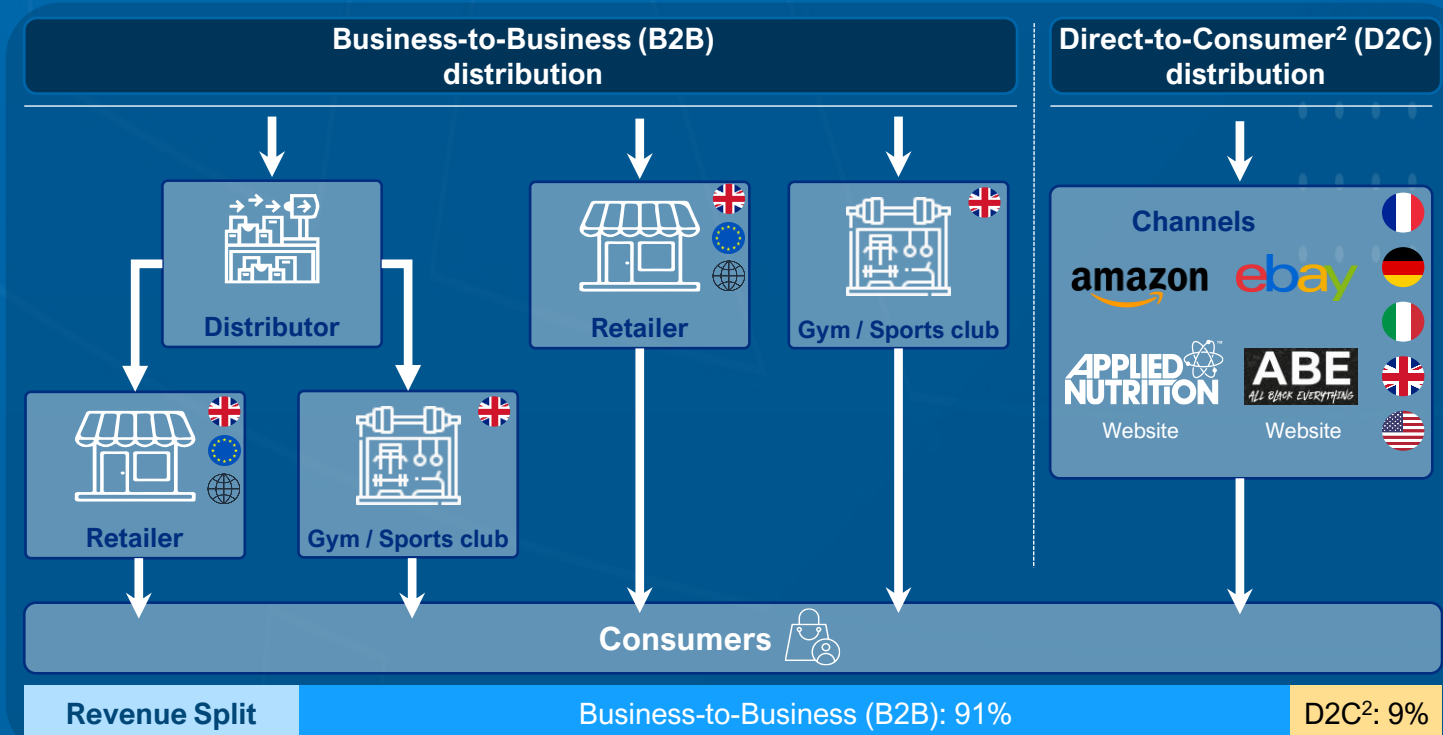 Business-to-Business (B2B)
distribution
Direct-to-Consumer² (D2C)
distribution
Distributor
Retailer
Gym / Sports club
Retailer
Gym / Sports club
Channels
amazon
ebay
APPLIED
NUTRITION™
Website
ABE
ALL BLACK EVERYTHING
Website
Consumers
Revenue Split
Business-to-Business (B2B): 91%
D2C²: 9%